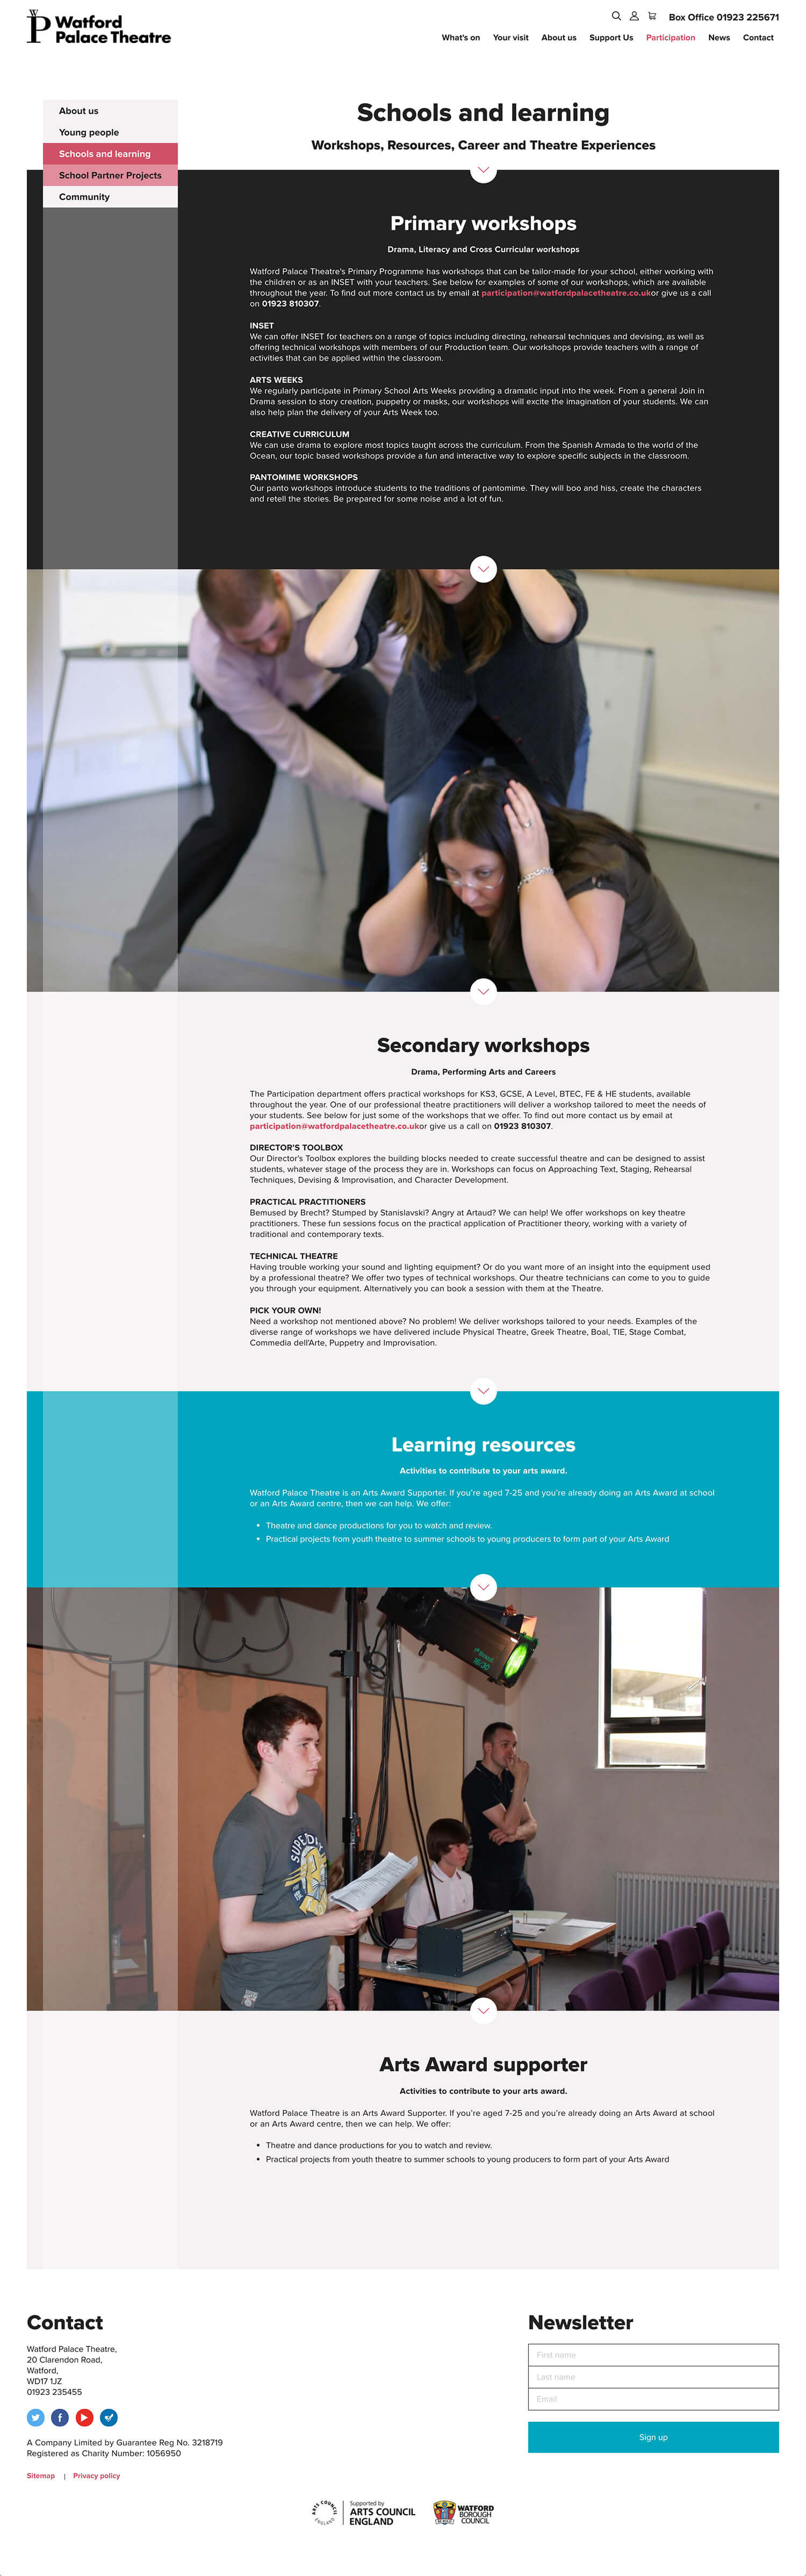 Watford
Palace Theatre
Box Office 01923 225671
What's on Your visit About us Support Us Participation News Contact
About us
Young people
Schools and learning
School Partner Projects
Community
Schools and learning
Workshops, Resources, Career and Theatre Experiences
Primary workshops
Drama, Literacy and Cross Curricular workshops
Watford Palace Theatre's Primary Programme has workshops that can be tailor-made for your school, either working with
the children or as an INSET with your teachers. See below for examples of some of our workshops, which are available
throughout the year. To find out more contact us by email at participation@watfordpalacetheatre.co.ukor give us a call
on 01923 810307.
INSET
We can offer INSET for teachers on a range of topics including directing, rehearsal techniques and devising, as well as
offering technical workshops with members of our Production team. Our workshops provide teachers with a range of
activities that can be applied within the classroom.
ARTS WEEKS
We regularly participate in Primary School Arts Weeks providing a dramatic input into the week. From a general Join in
Drama session to story creation, puppetry or masks, our workshops will excite the imagination of your students. We can
also help plan the delivery of your Arts Week too.
CREATIVE CURRICULUM
We can use drama to explore most topics taught across the curriculum. From the Spanish Armada to the world of the
Ocean, our topic based workshops provide a fun and interactive way to explore specific subjects in the classroom.
PANTOMIME WORKSHOPS
Our panto workshops introduce students to the traditions of pantomime. They will boo and hiss, create the characters
and retell the stories. Be prepared for some noise and a lot of fun.
Secondary workshops
Drama, Performing Arts and Careers
The Participation department offers practical workshops for KS3, GCSE, A Level, BTEC, FE & HE students, available
throughout the year. One of our professional theatre practitioners will deliver a workshop tailored to meet the needs of
your students. See below for just some of the workshops that we offer. To find out more contact us by email at
participation@watfordpalacetheatre.co.ukor give us a call on 01923 810307.
DIRECTOR'S TOOLBOX
Our Director's Toolbox explores the building blocks needed to create successful theatre and can be designed to assist
students, whatever stage of the process they are in. Workshops can focus on Approaching Text, Staging, Rehearsal
Techniques, Devising & Improvisation, and Character Development.
PRACTICAL PRACTITIONERS
Bemused by Brecht? Stumped by Stanislavski? Angry at Artaud? We can help! We offer workshops on key theatre
practitioners. These fun sessions focus on the practical application of Practitioner theory, working with a variety of
traditional and contemporary texts.
TECHNICAL THEATRE
Having trouble working your sound and lighting equipment? Or do you want more of an insight into the equipment used
by a professional theatre? We offer two types of technical workshops. Our theatre technicians can come to you to guide
you through your equipment. Alternatively you can book a session with them at the Theatre.
PICK YOUR OWN!
Need a workshop not mentioned above? No problem! We deliver workshops tailored to your needs. Examples of the
diverse range of workshops we have delivered include Physical Theatre, Greek Theatre, Boal, TIE, Stage Combat,
Commedia dell'Arte, Puppetry and Improvisation.
Learning resources
Activities to contribute to your arts award.
Watford Palace Theatre is an Arts Award Supporter. If you're aged 7-25 and you're already doing an Arts Award at school
or an Arts Award centre, then we can help. We offer:
• Theatre and dance productions for you to watch and review.
• Practical projects from youth theatre to summer schools to young producers to form part of your Arts Award
16/30
Arts Award supporter
Activities to contribute to your arts award.
Watford Palace Theatre is an Arts Award Supporter. If you're aged 7-25 and you're already doing an Arts Award at school
or an Arts Award centre, then we can help. We offer:
• Theatre and dance productions for you to watch and review.
• Practical projects from youth theatre to summer schools to young producers to form part of your Arts Award
Contact
Watford Palace Theatre,
20 Clarendon Road,
Watford,
WD17 1JZ
01923 235455
A Company Limited by Guarantee Reg No. 3218719
Registered as Charity Number: 1056950
Sitemap | Privacy policy
Newsletter
First name
Last name
Email
Sign up
ARTS COUNCIL
ENGLAND
Supported by
ARTS COUNCIL
ENGLAND
WATFORD
BOROUGH
COUNCIL